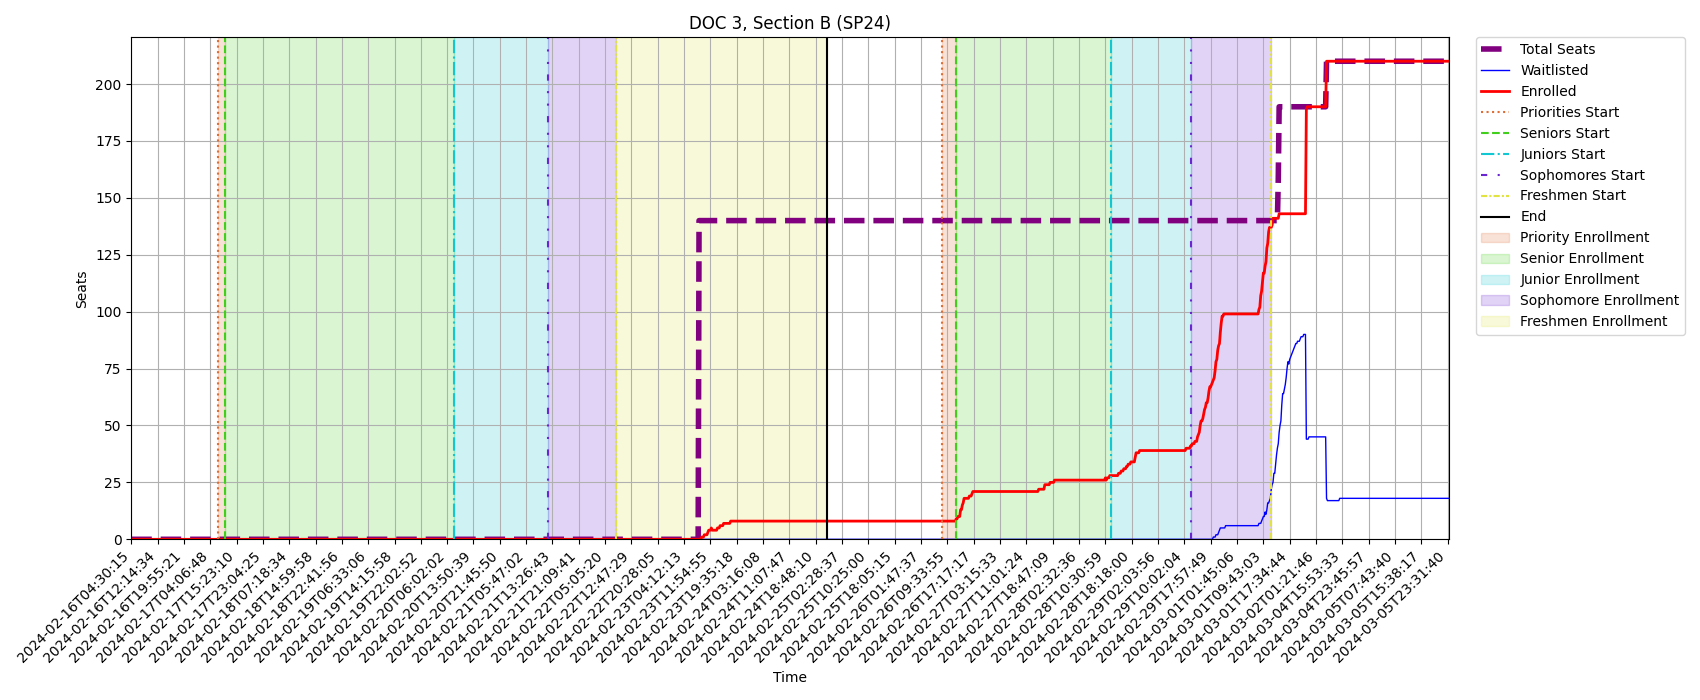 DOC 3, Section B (SP24)
Seats
200
175
150
125
100
75
50
25
0
2024-02-16T04:30:15
2024-02-16T12:14:34
2024-02-16T19:55:21
2024-02-17T04:06:48
2024-02-17T15:23:16
2024-02-17T23:04:25
2024-02-18T07:18:34
2024-02-18T14:59:58
2024-02-18T22:41:56
2024-02-19T06:33:06
2024-02-19T14:15:58
2024-02-19T22:02:52
2024-02-20T06:02:02
2024-02-20T13:50:39
2024-02-20T21:45:50
2024-02-21T05:47:02
2024-02-21T13:26:43
2024-02-21T21:09:41
2024-02-22T05:05:20
2024-02-22T12:47:29
2024-02-22T20:28:05
2024-02-23T04:12:13
2024-02-23T11:54:55
2024-02-23T19:35:18
2024-02-24T03:16:08
2024-02-24T11:07:47
2024-02-24T18:48:10
2024-02-25T02:28:37
2024-02-25T10:25:00
2024-02-25T18:05:15
2024-02-26T01:47:37
2024-02-26T09:33:55
2024-02-26T17:17:17
2024-02-27T03:15:33
2024-02-27T11:01:24
2024-02-27T18:47:09
2024-02-28T02:32:36
2024-02-28T10:30:59
2024-02-28T18:18:00
2024-02-29T02:03:56
2024-02-29T10:02:04
2024-02-29T17:57:49
2024-03-01T01:45:06
2024-03-01T09:43:03
2024-03-01T17:34:44
2024-03-02T01:21:46
2024-03-04T15:53:33
2024-03-04T23:45:57
2024-03-05T07:43:40
2024-03-05T15:38:17
2024-03-05T23:31:40
Time
Total Seats
Waitlisted
Enrolled
Priorities Start
Seniors Start
Juniors Start
Sophomores Start
Freshmen Start
End
Priority Enrollment
Senior Enrollment
Junior Enrollment
Sophomore Enrollment
Freshmen Enrollment